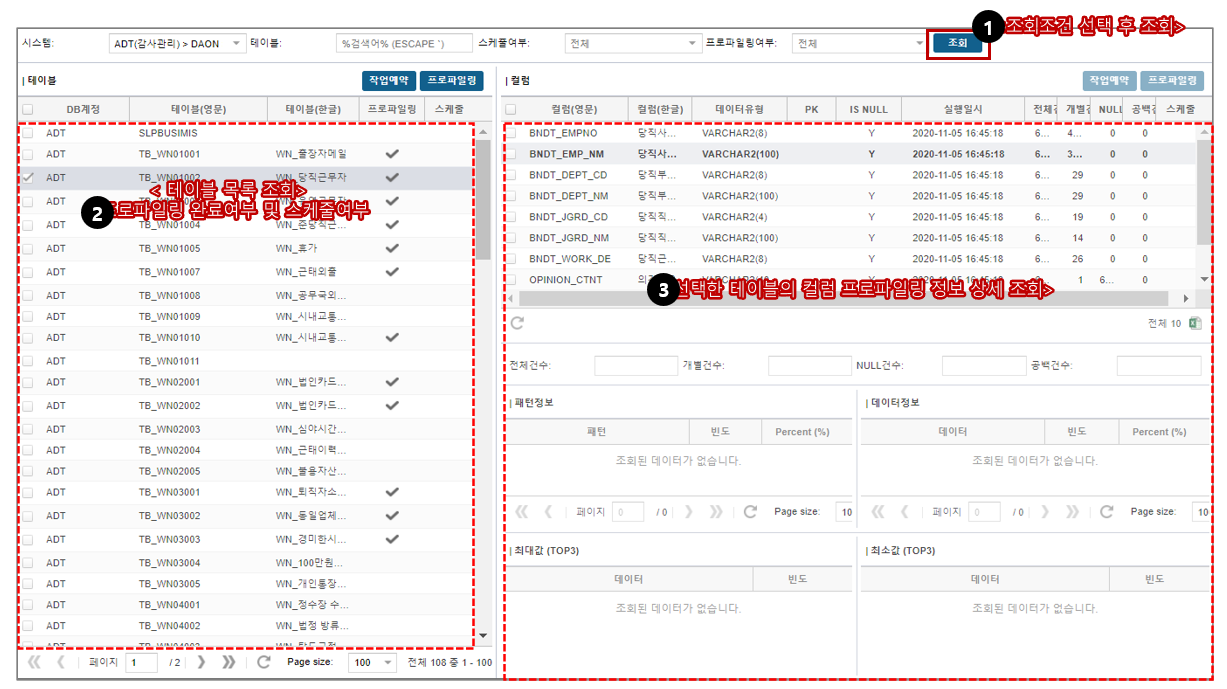 1 조회조건 선택 후 조회>
시스템: ADT(감사관리) > DAON 테이블: %검색어% (ESCAPE `) 스케쥴여부: 전체 프로파일링여부: 전체 조회
테이블 작업예약 프로파일링
DB계정 테이블(영문) 테이블(한글) 프로파일링 스케줄
ADT SLPBUSIMIS
ADT TB_WN01001 WN_출장자메일
ADT TB_WN01002 WN_당직근무자
< 테이블 목록 조회>
2 프로파일링 완료여부 및 스케줄여부
ADT TB_WN01004 WN_존당직근...
ADT TB_WN01005 WN_휴가
ADT TB_WN01007 WN_근태외출
ADT TB_WN01008 WN_공무국외...
ADT TB_WN01009 WN_시내교통...
ADT TB_WN01010 WN_시내교통...
ADT TB_WN01011
ADT TB_WN02001 WN_법인카드...
ADT TB_WN02002 WN_법인카드...
ADT TB_WN02003 WN_심야시간...
ADT TB_WN02004 WN_근태이력...
ADT TB_WN02005 WN_물용자산...
ADT TB_WN03001 WN_퇴직자소...
ADT TB_WN03002 WN_동일업체...
ADT TB_WN03003 WN_경미한시...
ADT TB_WN03004 WN_100만원...
ADT TB_WN03005 WN_개인통장...
ADT TB_WN04001 WN_정수장 수...
ADT TB_WN04002 WN_법정 방류...
페이지 1 / 2 Page size: 100 전체 108 중 1 - 100
컬럼 작업예약 프로파일링
컬럼(영문) 컬럼(한글) 데이터유형 PK IS NULL 실행일시 전체 개별 NULL 공백 스케줄
BNDT_EMPNO 당직사... VARCHAR2(8) Y 2020-11-05 16:45:18 6... 4... 0 0
BNDT_EMP_NM 당직사... VARCHAR2(100) Y 2020-11-05 16:45:18 6... 3... 0 0
BNDT_DEPT_CD 당직부... VARCHAR2(8) Y 2020-11-05 16:45:18 6... 29 0 0
BNDT_DEPT_NM 당직부... VARCHAR2(100) Y 2020-11-05 16:45:18 6... 29 0 0
BNDT_JGRD_CD 당직직... VARCHAR2(4) Y 2020-11-05 16:45:18 6... 19 0 0
BNDT_JGRD_NM 당직직... VARCHAR2(100) Y 2020-11-05 16:45:18 6... 14 0 0
BNDT_WORK_DE 당직근... VARCHAR2(8) Y 2020-11-05 16:45:18 6... 26 0 0
OPINION_CTNT 1 6... 0
3 선택한 테이블의 컬럼 프로파일링 정보 상세 조회>
전체 10
전체건수: 개별건수: NULL건수: 공백건수:
패턴정보 데이터정보
패턴 빈도 Percent (%) 데이터 빈도 Percent (%)
조회된 데이터가 없습니다. 조회된 데이터가 없습니다.
페이지 0 / 0 Page size: 10 페이지 0 / 0 Page size: 10
최대값 (TOP3) 최소값 (TOP3)
데이터 빈도 데이터 빈도
조회된 데이터가 없습니다. 조회된 데이터가 없습니다.